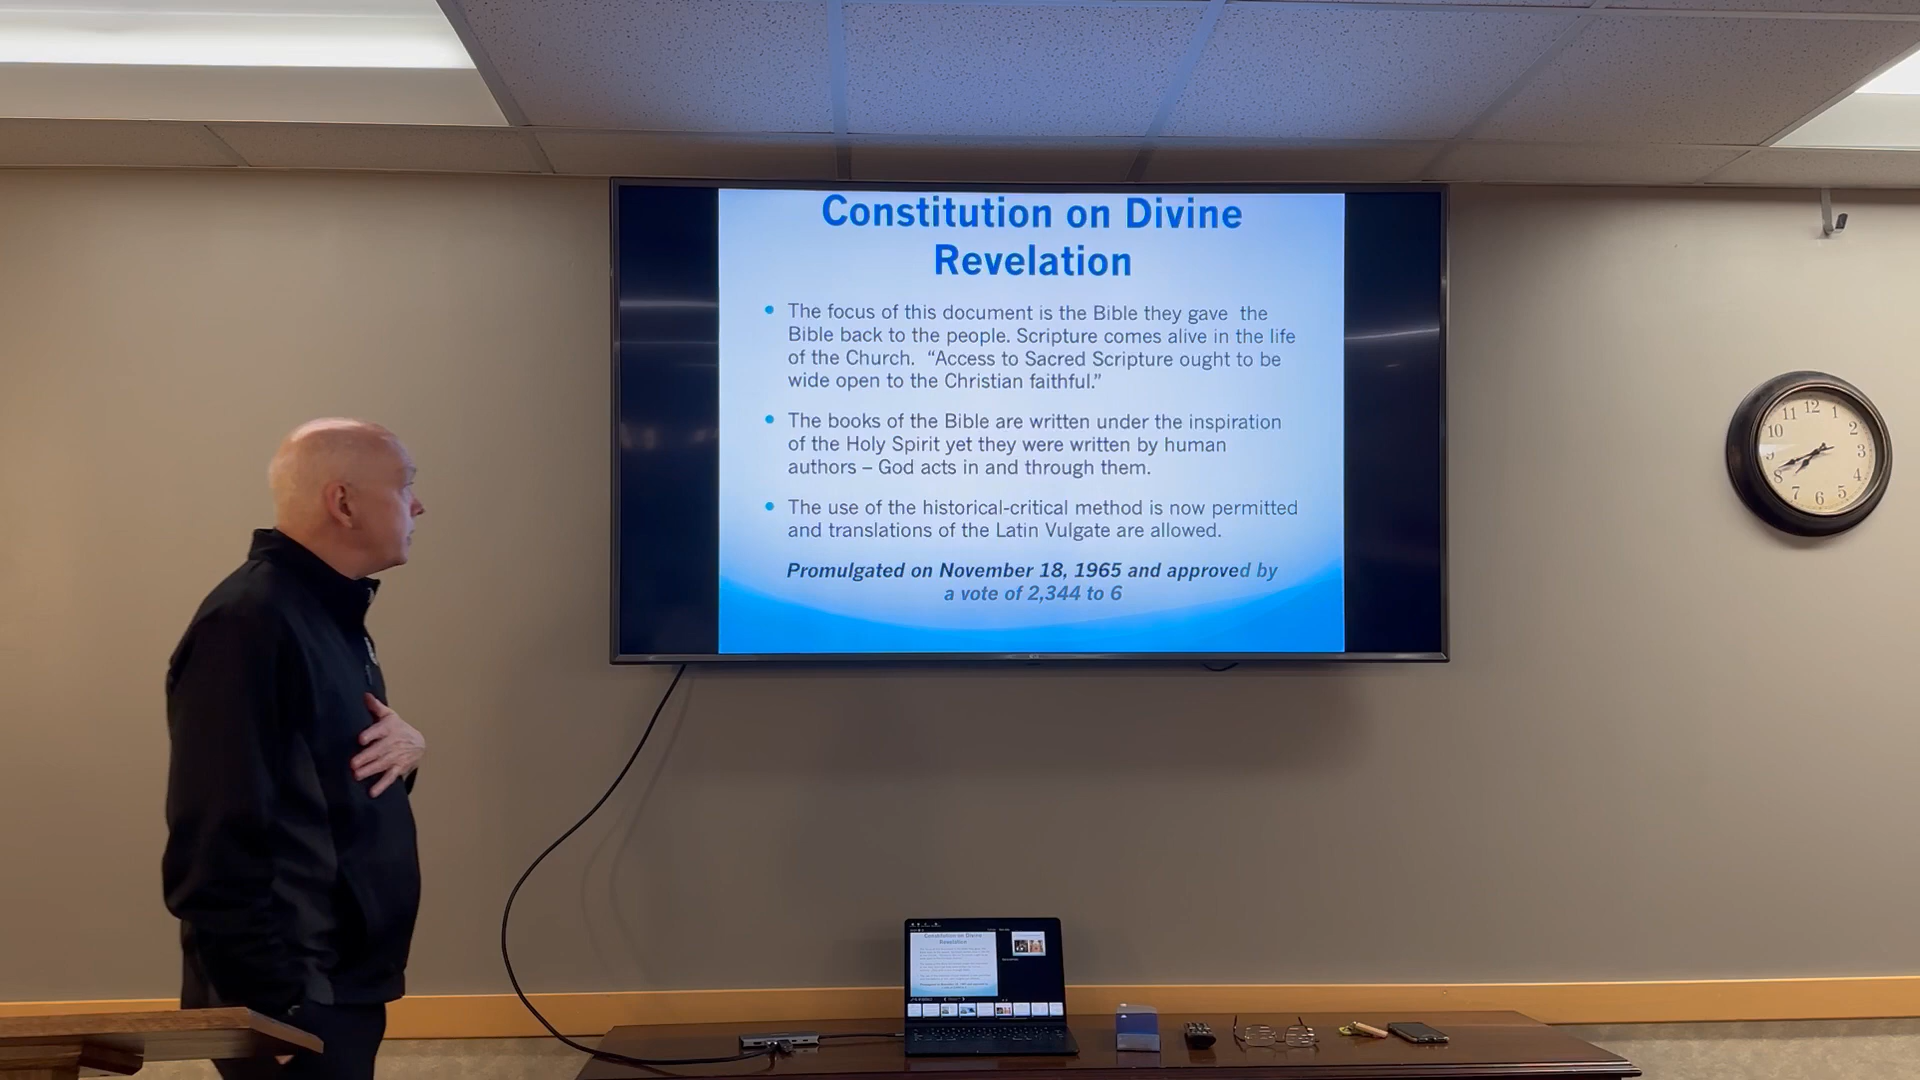 Constitution on Divine
Revelation
• The focus of this document is the Bible they gave the
Bible back to the people. Scripture comes alive in the life
of the Church. “Access to Sacred Scripture ought to be
wide open to the Christian faithful.”
• The books of the Bible are written under the inspiration
of the Holy Spirit yet they were written by human
authors – God acts in and through them.
• The use of the historical-critical method is now permitted
and translations of the Latin Vulgate are allowed.
Promulgated on November 18, 1965 and approved by
a vote of 2,344 to 6
12
11 1
10 2
9 3
8 4
7 5
6
Constitution on Divine
Revelation